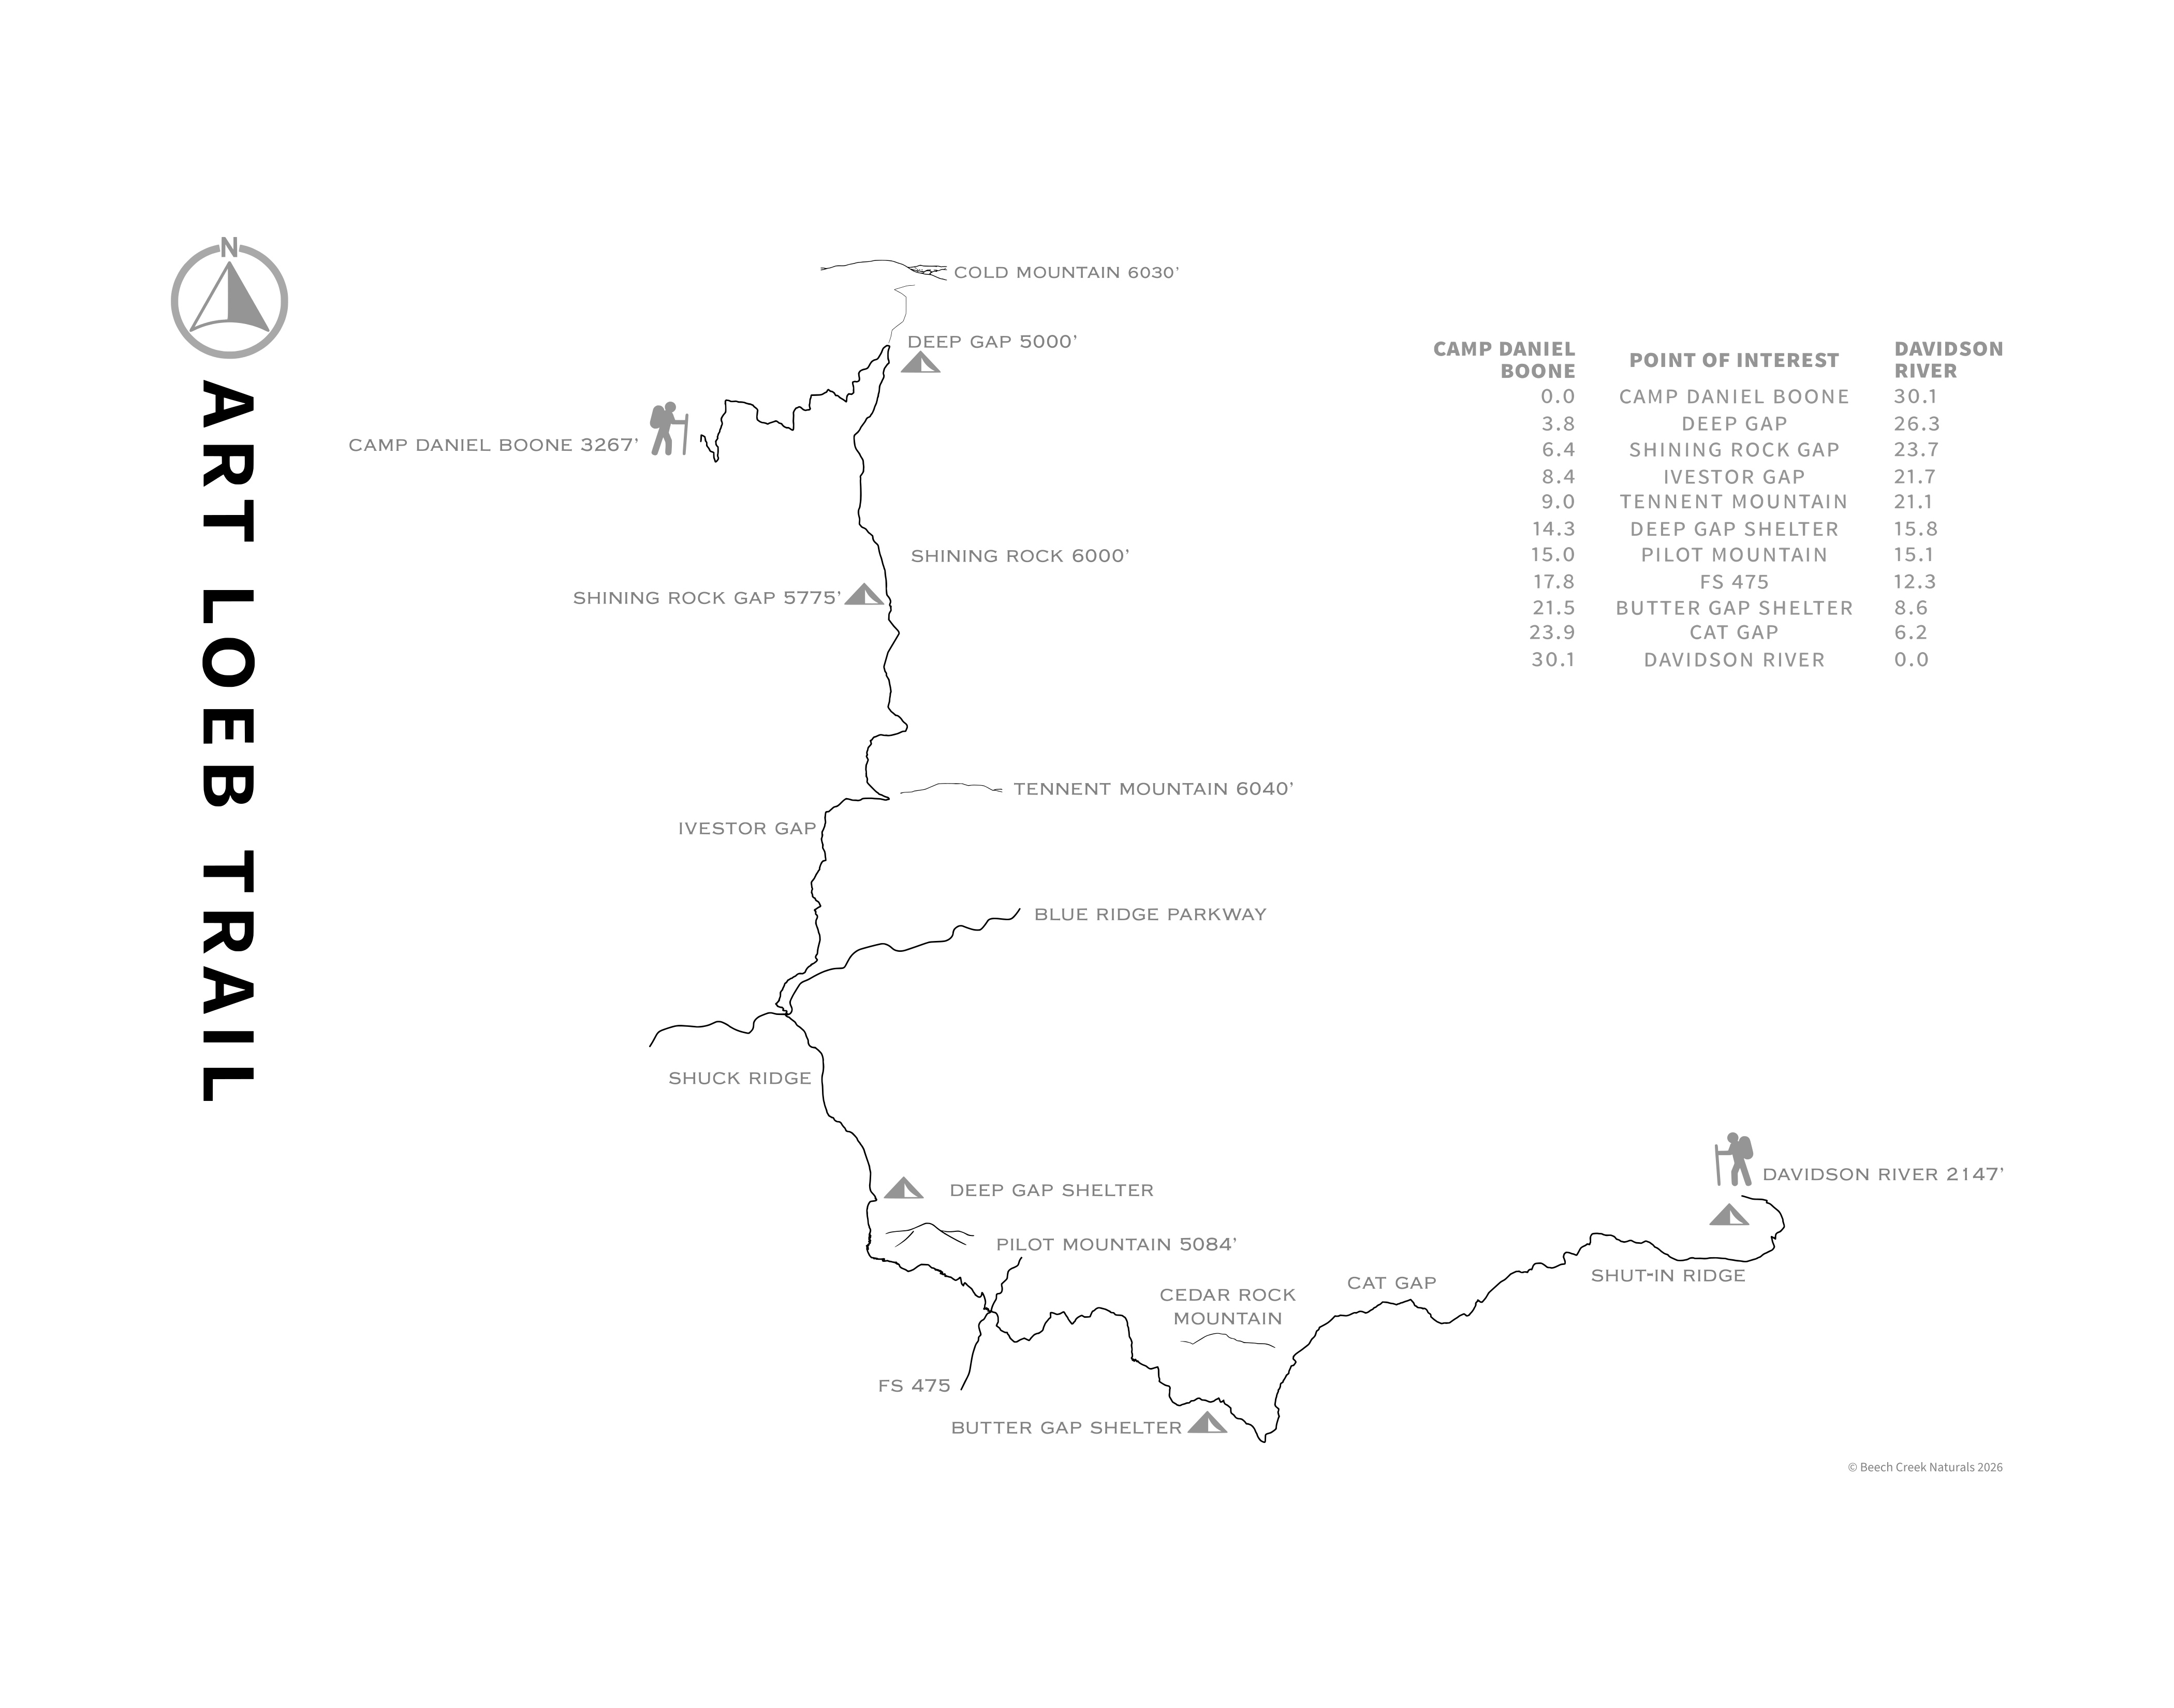 N
ART LOEB TRAIL
COLD MOUNTAIN 6030’
DEEP GAP 5000’
CAMP DANIEL BOONE 3267’
SHINING ROCK 6000’
SHINING ROCK GAP 5775’
TENNENT MOUNTAIN 6040’
IVESTOR GAP
BLUE RIDGE PARKWAY
SHUCK RIDGE
DEEP GAP SHELTER
PILOT MOUNTAIN 5084’
FS 475
BUTTER GAP SHELTER
CEDAR ROCK
MOUNTAIN
CAT GAP
SHUT-IN RIDGE
DAVIDSON RIVER 2147’
CAMP DANIEL BOONE POINT OF INTEREST DAVIDSON RIVER
0.0 CAMP DANIEL BOONE 30.1
3.8 DEEP GAP 26.3
6.4 SHINING ROCK GAP 23.7
8.4 IVESTOR GAP 21.7
9.0 TENNENT MOUNTAIN 21.1
14.3 DEEP GAP SHELTER 15.8
15.0 PILOT MOUNTAIN 15.1
17.8 FS 475 12.3
21.5 BUTTER GAP SHELTER 8.6
23.9 CAT GAP 6.2
30.1 DAVIDSON RIVER 0.0
© Beech Creek Naturals 2026